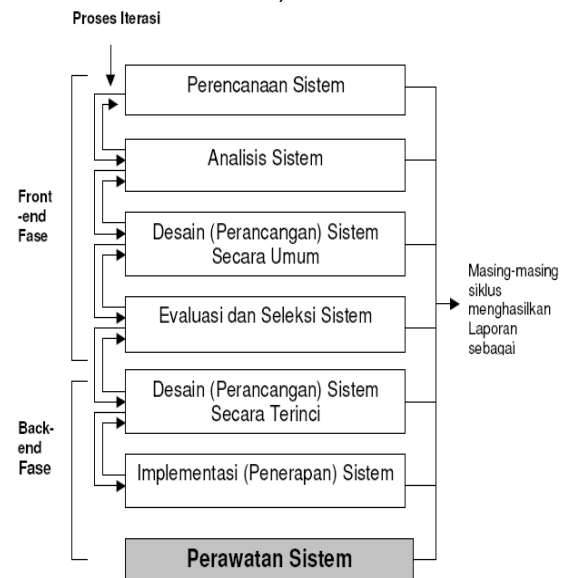 Proses Iterasi
Perencanaan Sistem
Analisis Sistem
Front
-end
Fase
Desain (Perancangan) Sistem
Secara Umum
Masing-masing
siklus
menghasilkan
Laporan
sebagai
Evaluasi dan Seleksi Sistem
Desain (Perancangan) Sistem
Secara Terinci
Back-
end
Fase
Implementasi (Penerapan) Sistem
Perawatan Sistem